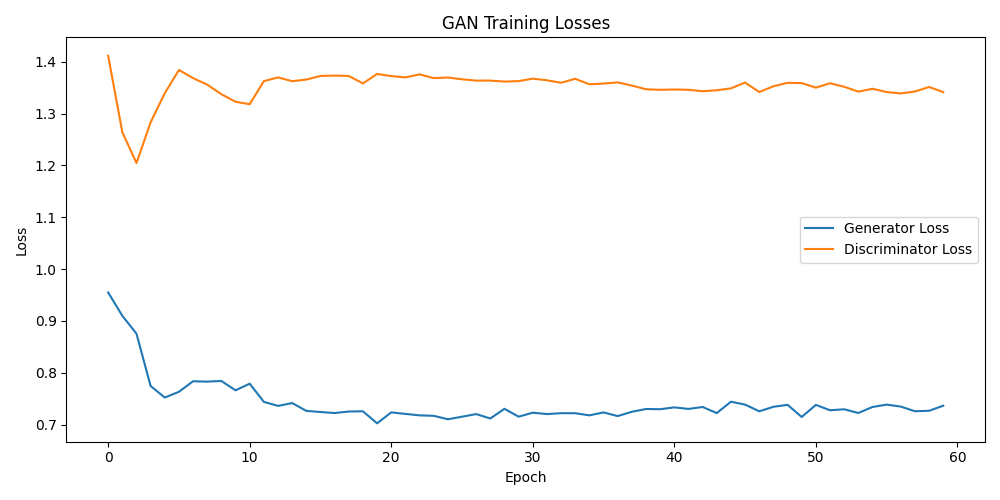 GAN Training Losses
1.4
1.3
1.2
1.1
1.0
0.9
0.8
0.7
Loss
Generator Loss
Discriminator Loss
0 10 20 30 40 50 60
Epoch